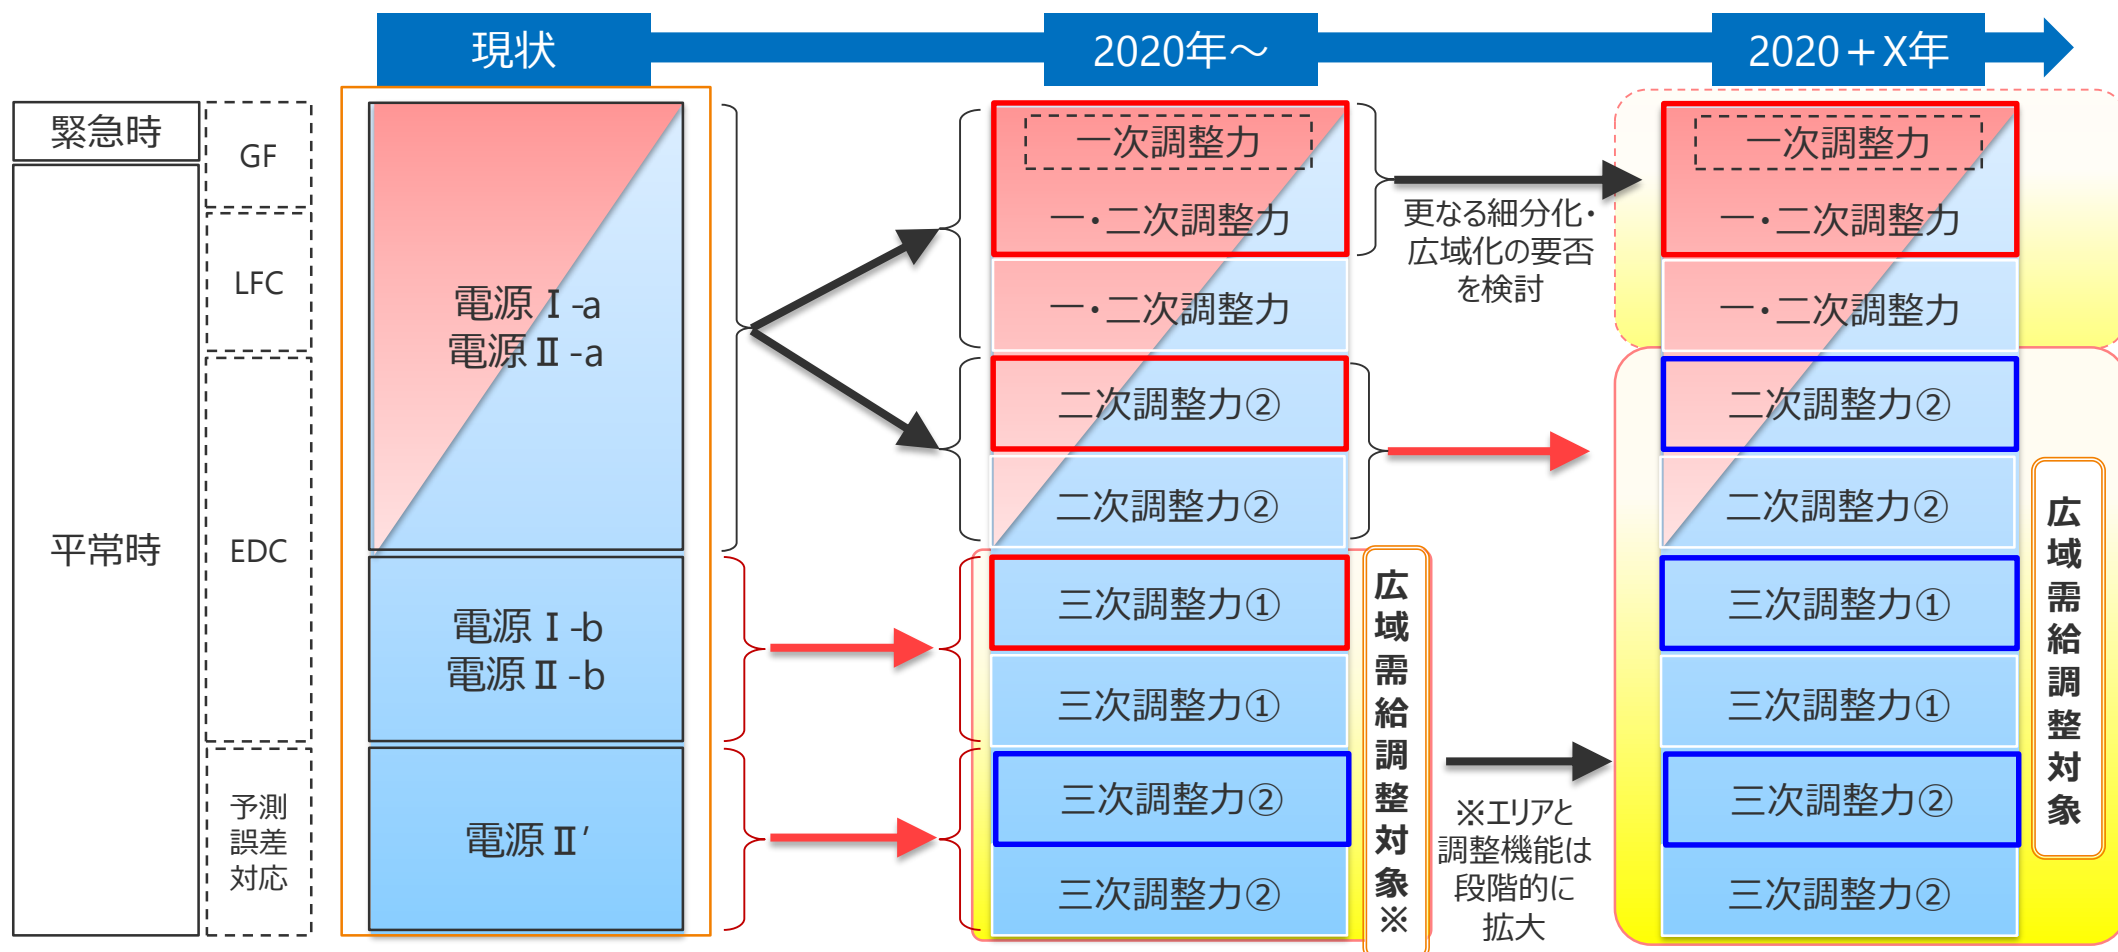 現状
2020年～
2020＋X年
緊急時
平常時
GF
LFC
EDC
予測
誤差
対応
電源Ⅰ-a
電源Ⅱ-a
電源Ⅰ-b
電源Ⅱ-b
電源Ⅱ′
一次調整力
一・二次調整力
一・二次調整力
二次調整力②
二次調整力②
三次調整力①
三次調整力①
三次調整力②
三次調整力②
広域需給調整対象※
更なる細分化・
広域化の要否
を検討
※エリアと
調整機能は
段階的に
拡大
一次調整力
一・二次調整力
一・二次調整力
二次調整力②
二次調整力②
三次調整力①
三次調整力①
三次調整力②
三次調整力②
広域需給調整対象